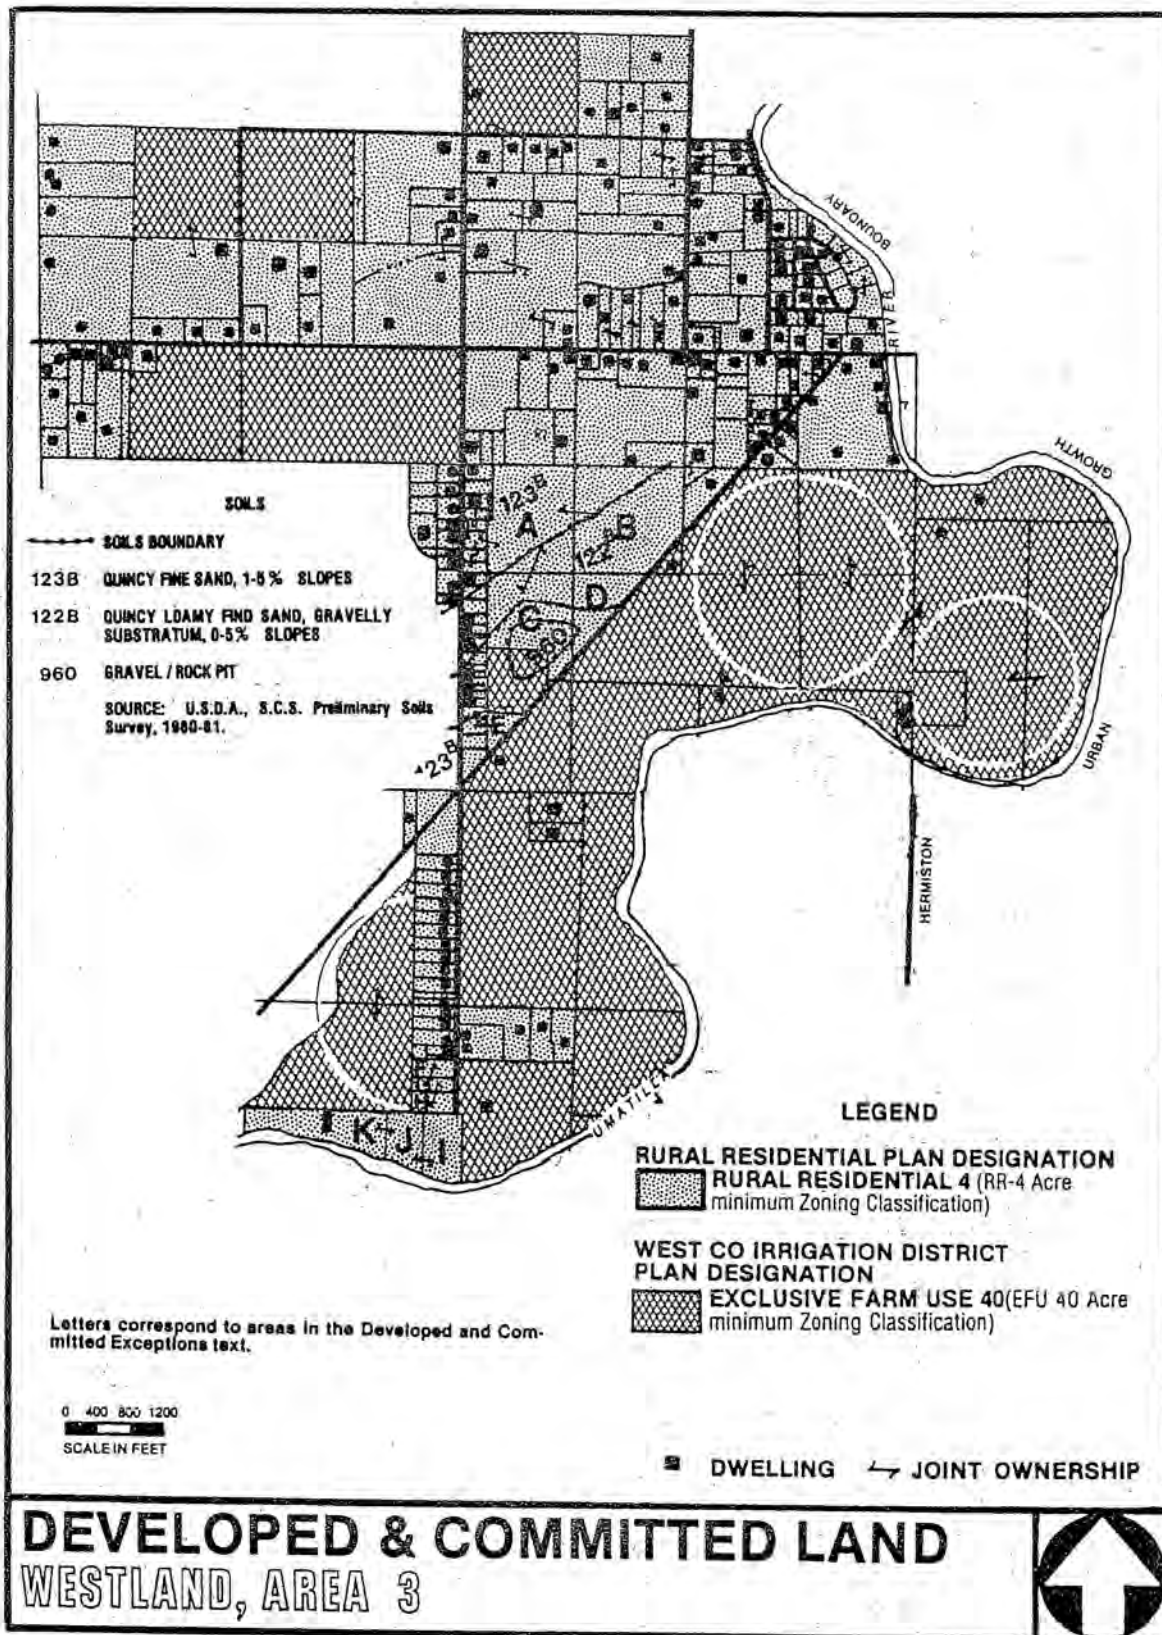 BOUNDARY
RIVER
GROWTH
URBAN
HERMISTON
UMATILLA
123B
A
B
122B
C
D
960
E
123B
K
J
I
SOILS
SOILS BOUNDARY
123B QUINCY FINE SAND, 1-5% SLOPES
122B QUINCY LOAMY FIND SAND, GRAVELLY
SUBSTRATUM, 0-5% SLOPES
960 GRAVEL / ROCK PIT
SOURCE: U.S.D.A., S.C.S. Preliminary Soils
Survey, 1980-81.
LEGEND
RURAL RESIDENTIAL PLAN DESIGNATION
RURAL RESIDENTIAL 4 (RR-4 Acre
minimum Zoning Classification)
WEST CO IRRIGATION DISTRICT
PLAN DESIGNATION
EXCLUSIVE FARM USE 40(EFU 40 Acre
minimum Zoning Classification)
Letters correspond to areas in the Developed and Com-
mitted Exceptions text.
0 400 800 1200
SCALE IN FEET
DWELLING JOINT OWNERSHIP
DEVELOPED & COMMITTED LAND
WESTLAND, AREA 3